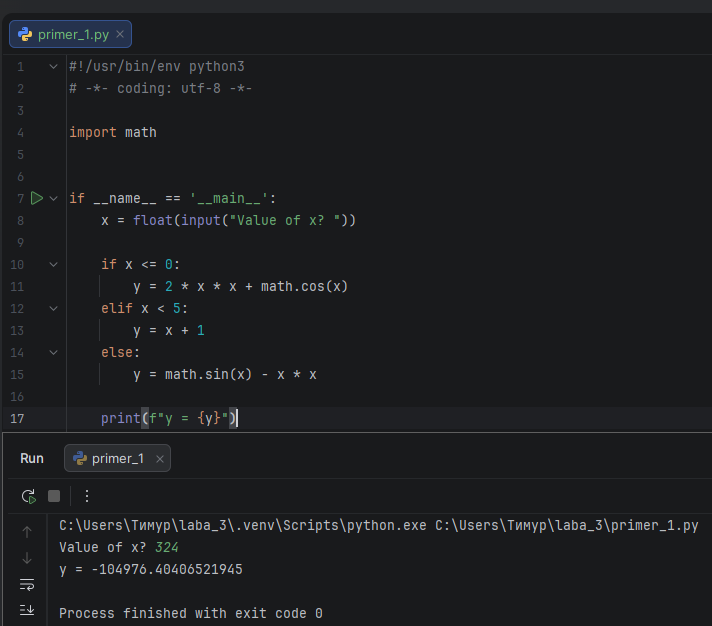 primer_1.py ×
1 #!/usr/bin/env python3
2 # -*- coding: utf-8 -*-
3
4 import math
5
6
7 if __name__ == '__main__':
8     x = float(input("Value of x? "))
9
10     if x <= 0:
11         y = 2 * x * x + math.cos(x)
12     elif x < 5:
13         y = x + 1
14     else:
15         y = math.sin(x) - x * x
16
17     print(f"y = {y}")
Run primer_1 ×
C:\Users\Тимур\laba_3\.venv\Scripts\python.exe C:\Users\Тимур\laba_3\primer_1.py
Value of x? 324
y = -104976.40406521945
Process finished with exit code 0